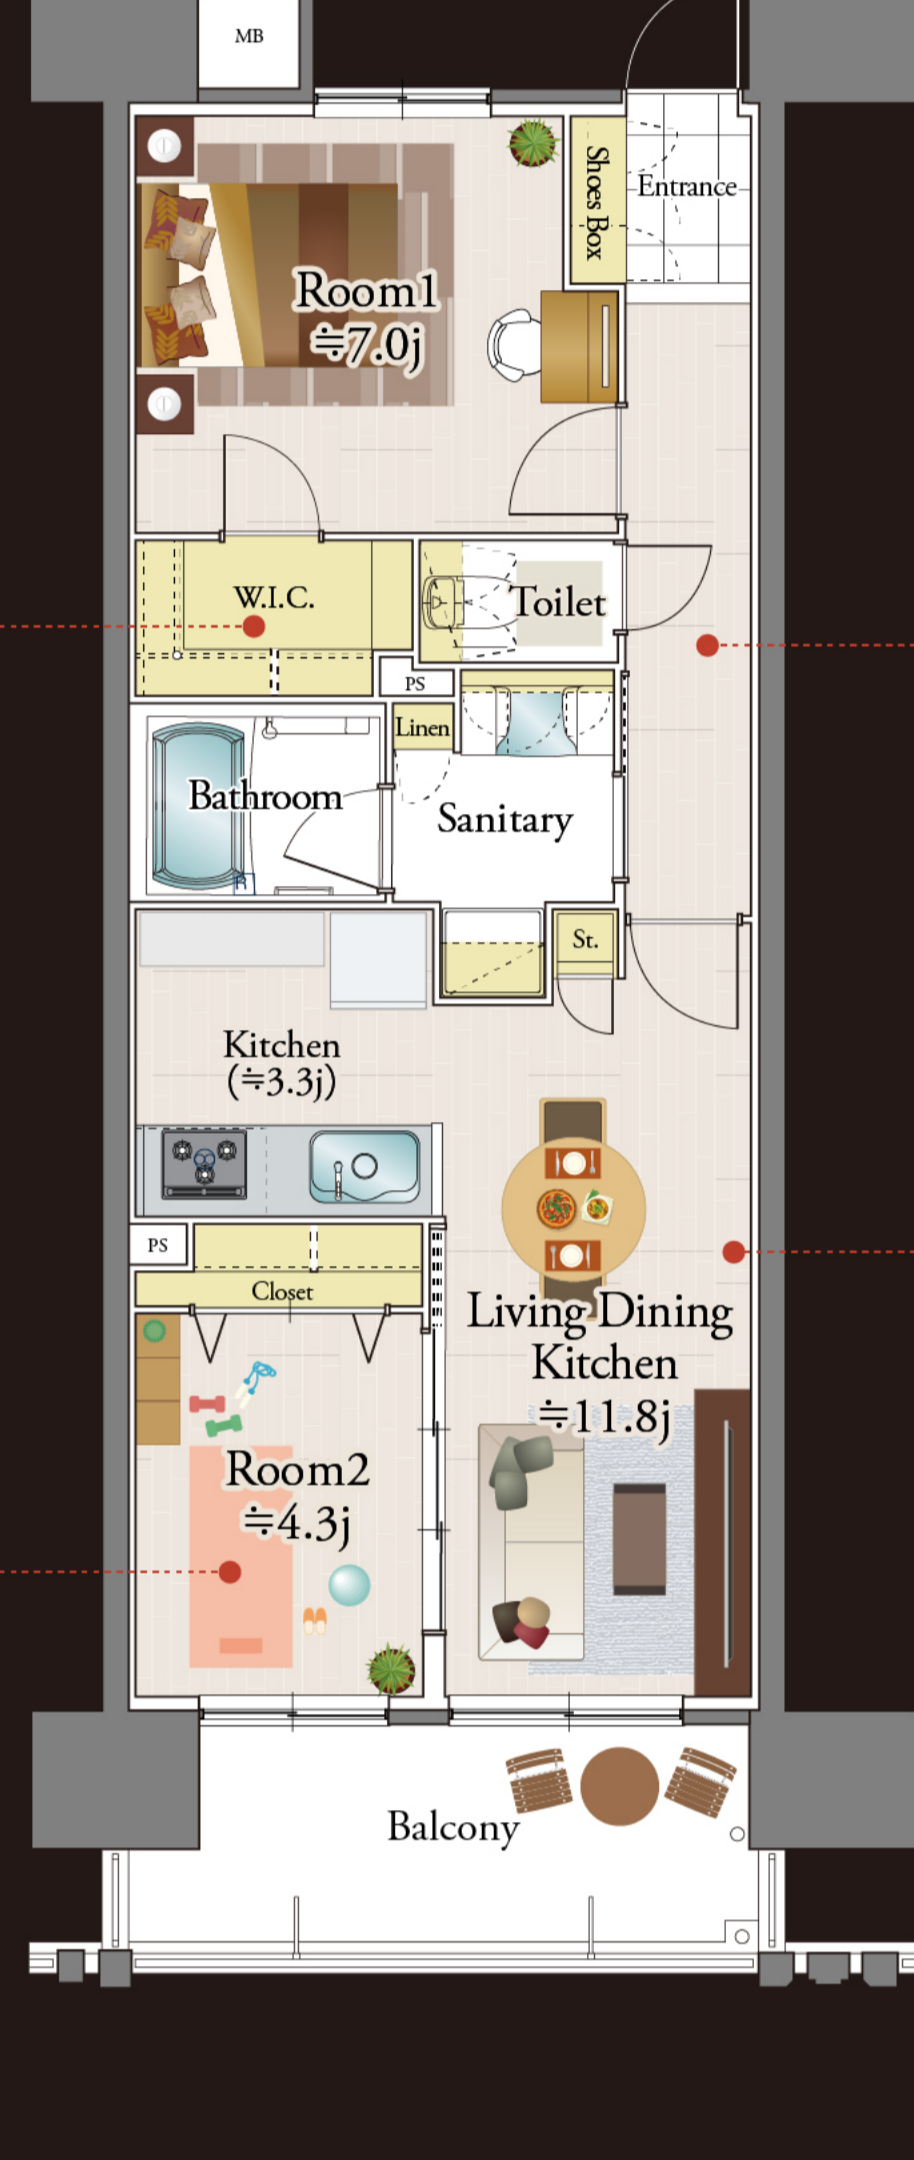 MB
Shoes Box
Entrance
Room1
≒7.0j
W.I.C.
Toilet
PS
Linen
Bathroom
Sanitary
R
St.
Kitchen
(≒3.3j)
PS
Closet
Living Dining
Kitchen
≒11.8j
Room2
≒4.3j
Balcony